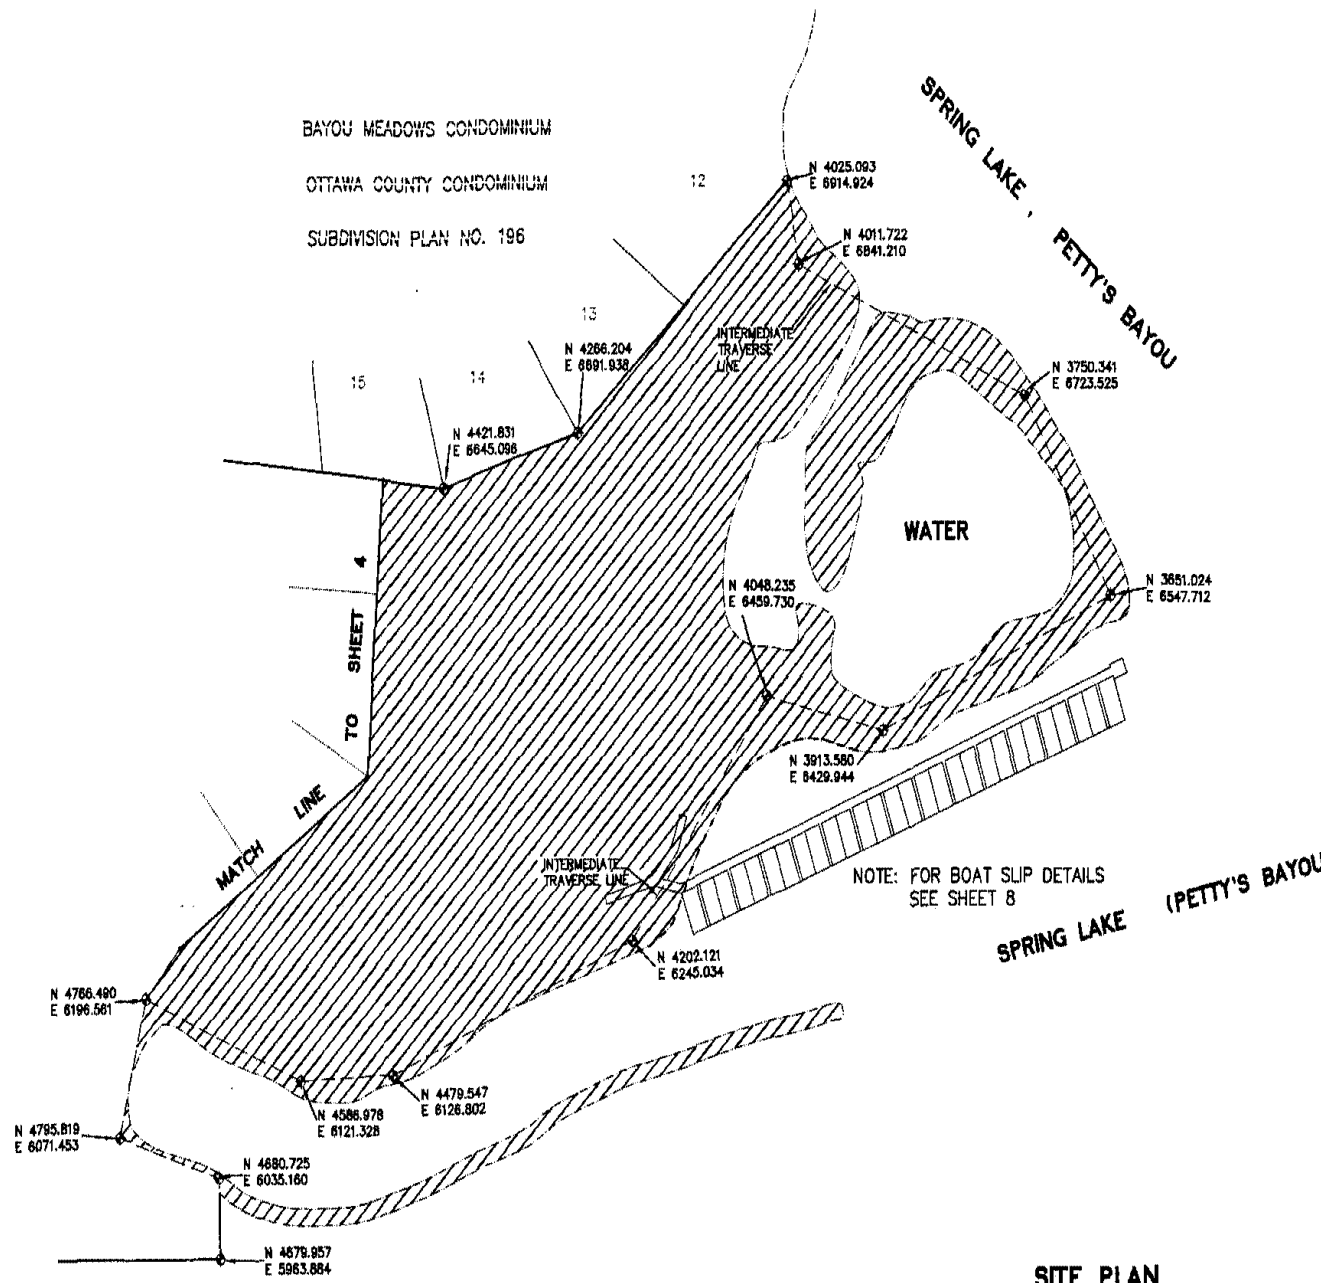 SPRING LAKE , PETTY'S BAYOU
BAYOU MEADOWS CONDOMINIUM
OTTAWA COUNTY CONDOMINIUM
SUBDIVISION PLAN NO. 196
12
N 4025.093
E 6914.924
N 4011.722
E 6841.210
13
INTERMEDIATE
TRAVERSE
LINE
N 4266.204
E 6691.938
15
14
N 3750.341
E 6723.525
N 4421.831
E 6645.096
WATER
N 4048.235
E 6459.730
N 3651.024
E 6547.712
MATCH LINE TO SHEET 4
N 3913.580
E 6429.944
INTERMEDIATE
TRAVERSE LINE
NOTE: FOR BOAT SLIP DETAILS
SEE SHEET 8
SPRING LAKE (PETTY'S BAYOU
N 4202.121
E 6245.034
N 4766.490
E 6196.561
N 4479.547
E 6126.802
N 4586.978
E 6121.328
N 4795.819
E 6071.453
N 4680.725
E 6035.160
N 4679.957
E 5963.884
SITE PLAN